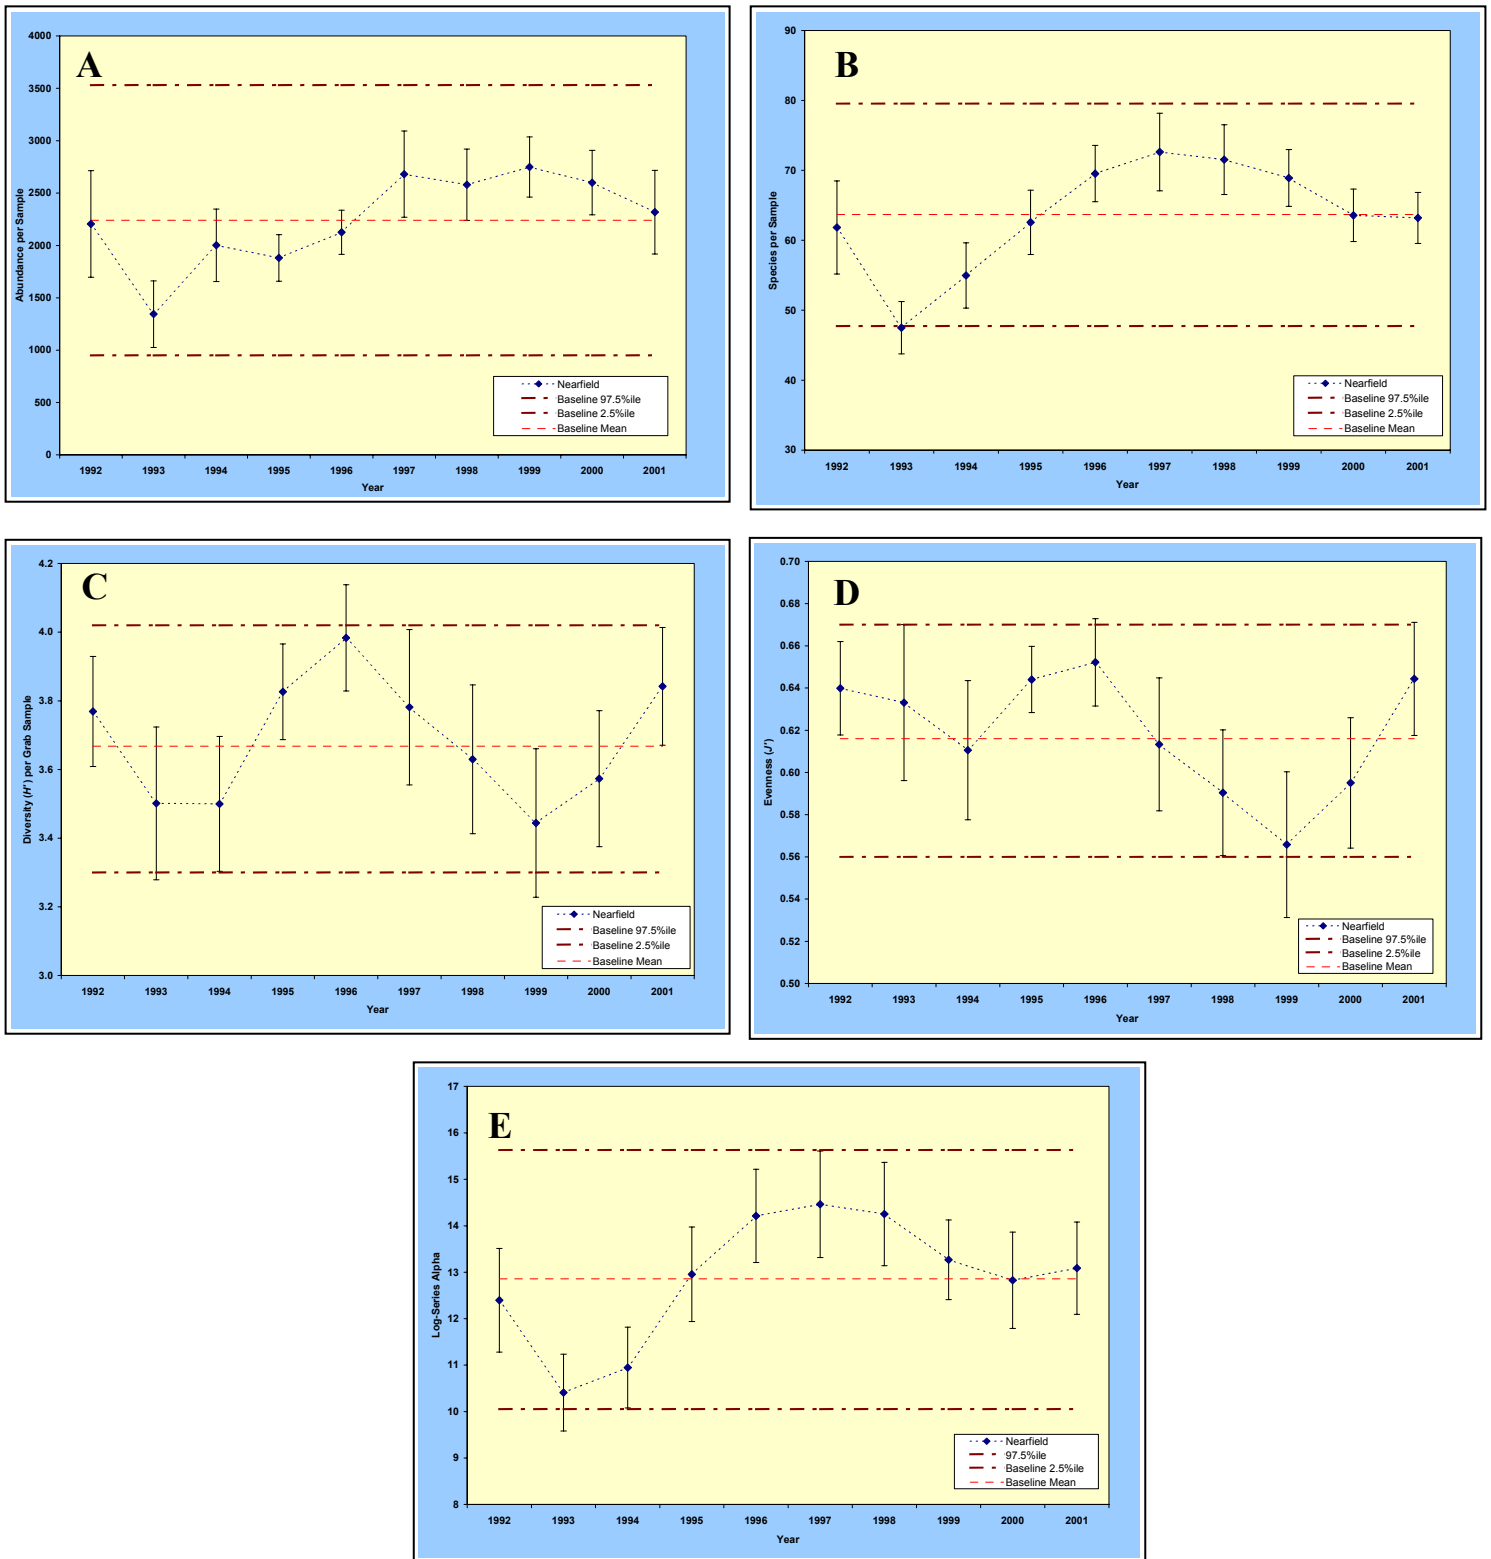 A
4000
3500
3000
2500
2000
1500
1000
500
0
Abundance per Sample
1992 1993 1994 1995 1996 1997 1998 1999 2000 2001
Year
Nearfield
Baseline 97.5%ile
Baseline 2.5%ile
Baseline Mean
B
90
80
70
60
50
40
30
Species per Sample
1992 1993 1994 1995 1996 1997 1998 1999 2000 2001
Year
Nearfield
Baseline 97.5%ile
Baseline 2.5%ile
Baseline Mean
C
4.2
4.0
3.8
3.6
3.4
3.2
3.0
Diversity (H') per Grab Sample
1992 1993 1994 1995 1996 1997 1998 1999 2000 2001
Year
Nearfield
Baseline 97.5%ile
Baseline 2.5%ile
Baseline Mean
D
0.70
0.68
0.66
0.64
0.62
0.60
0.58
0.56
0.54
0.52
0.50
Evenness (J')
1992 1993 1994 1995 1996 1997 1998 1999 2000 2001
Year
Nearfield
Baseline 97.5%ile
Baseline 2.5%ile
Baseline Mean
E
17
16
15
14
13
12
11
10
9
8
Log-Series Alpha
1992 1993 1994 1995 1996 1997 1998 1999 2000 2001
Year
Nearfield
97.5%ile
Baseline 2.5%ile
Baseline Mean